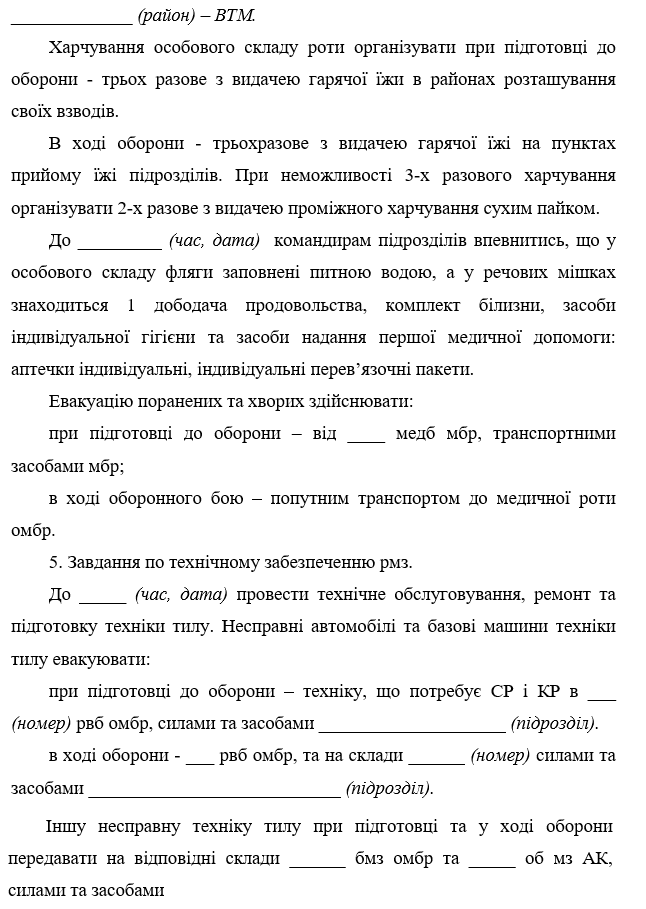 _____________ (район) – ВТМ.
Харчування особового складу роти організувати при підготовці до
оборони - трьох разове з видачею гарячої їжи в районах розташування
своїх взводів.
В ході оборони - трьохразове з видачею гарячої їжі на пунктах
прийому їжі підрозділів. При неможливості 3-х разового харчування
організувати 2-х разове з видачею проміжного харчування сухим пайком.
До _________ (час, дата) командирам підрозділів впевнитись, що у
особового складу фляги заповнені питною водою, а у речових мішках
знаходиться 1 дободача продовольства, комплект білизни, засоби
індивідуальної гігієни та засоби надання першої медичної допомоги:
аптечки індивідуальні, індивідуальні перев’язочні пакети.
Евакуацію поранених та хворих здійснювати:
при підготовці до оборони – від ____ медб мбр, транспортними
засобами мбр;
в ході оборонного бою – попутним транспортом до медичної роти
омбр.
5. Завдання по технічному забезпеченню рмз.
До _____ (час, дата) провести технічне обслуговування, ремонт та
підготовку техніки тилу. Несправні автомобілі та базові машини техніки
тилу евакуювати:
при підготовці до оборони – техніку, що потребує СР і КР в ___
(номер) рвб омбр, силами та засобами ____________________ (підрозділ).
в ході оборони - ___ рвб омбр, та на склади ______ (номер) силами та
засобами ___________________________ (підрозділ).
Іншу несправну техніку тилу при підготовці та у ході оборони
передавати на відповідні склади ______ бмз омбр та _____ об мз АК,
силами та засобами